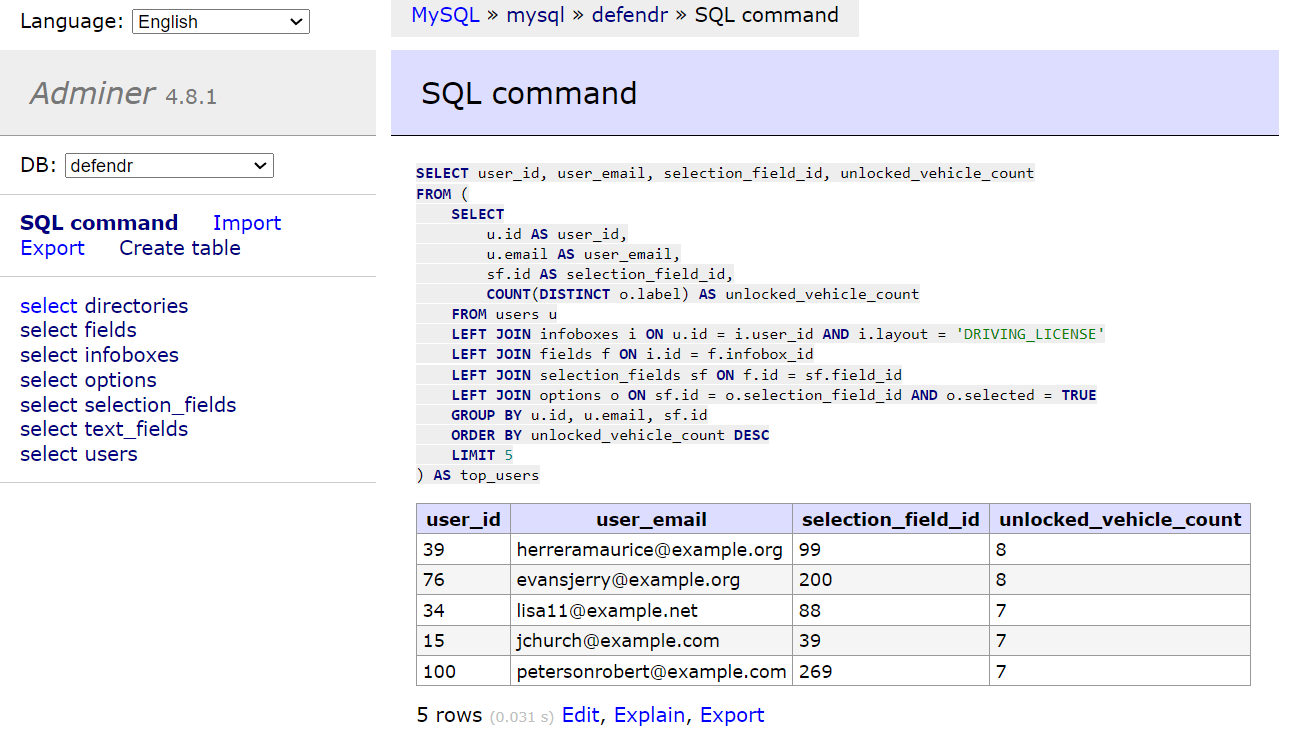 Language: English
MySQL » mysql » defendr » SQL command
Adminer 4.8.1
DB: defendr
SQL command Import
Export Create table
select directories
select fields
select infoboxes
select options
select selection_fields
select text_fields
select users
SQL command
SELECT user_id, user_email, selection_field_id, unlocked_vehicle_count
FROM (
    SELECT
        u.id AS user_id,
        u.email AS user_email,
        sf.id AS selection_field_id,
        COUNT(DISTINCT o.label) AS unlocked_vehicle_count
    FROM users u
    LEFT JOIN infoboxes i ON u.id = i.user_id AND i.layout = 'DRIVING_LICENSE'
    LEFT JOIN fields f ON i.id = f.infobox_id
    LEFT JOIN selection_fields sf ON f.id = sf.field_id
    LEFT JOIN options o ON sf.id = o.selection_field_id AND o.selected = TRUE
    GROUP BY u.id, u.email, sf.id
    ORDER BY unlocked_vehicle_count DESC
    LIMIT 5
) AS top_users
user_id user_email selection_field_id unlocked_vehicle_count
39 herreramaurice@example.org 99 8
76 evansjerry@example.org 200 8
34 lisa11@example.net 88 7
15 jchurch@example.com 39 7
100 petersonrobert@example.com 269 7
5 rows (0.031 s) Edit, Explain, Export